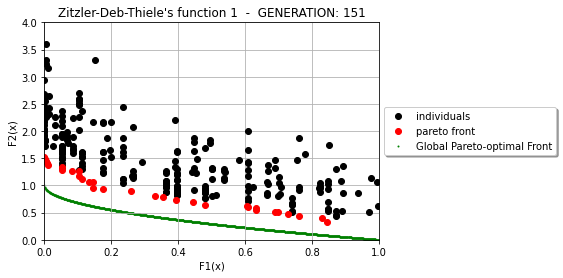 Zitzler-Deb-Thiele's function 1 - GENERATION: 151
4.0
3.5
3.0
2.5
2.0
1.5
1.0
0.5
0.0
F2(x)
0.0 0.2 0.4 0.6 0.8 1.0
F1(x)
individuals
pareto front
Global Pareto-optimal Front